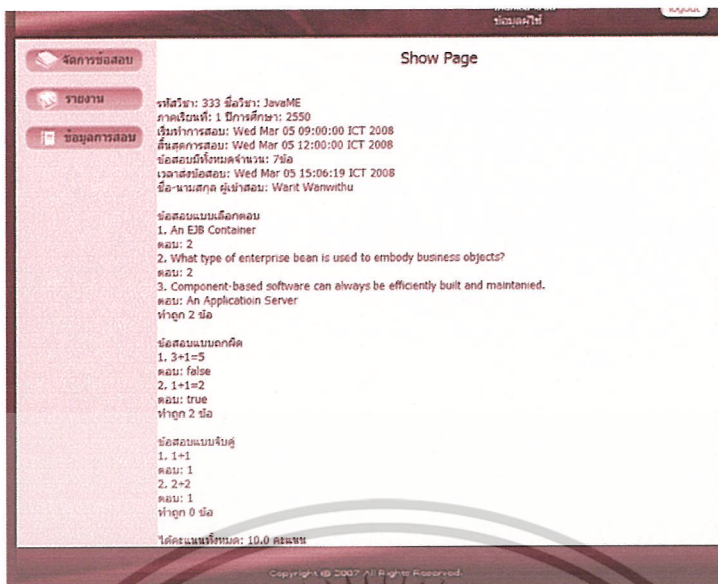 ข้อมูลผู้ใช้
logout
จัดการข้อสอบ
รายงาน
ข้อมูลการสอบ
Show Page
รหัสวิชา: 333 ชื่อวิชา: JavaME
ภาคเรียนที่: 1 ปีการศึกษา: 2550
เริ่มทำการสอบ: Wed Mar 05 09:00:00 ICT 2008
สิ้นสุดการสอบ: Wed Mar 05 12:00:00 ICT 2008
ข้อสอบมีทั้งหมดจำนวน: 7ข้อ
เวลาส่งข้อสอบ: Wed Mar 05 15:06:19 ICT 2008
ชื่อ-นามสกุล ผู้เข้าสอบ: Warit Wanwithu
ข้อสอบแบบเลือกตอบ
1. An EJB Container
ตอบ: 2
2. What type of enterprise bean is used to embody business objects?
ตอบ: 2
3. Component-based software can always be efficiently built and maintanied.
ตอบ: An Applicatioin Server
ทำถูก 2 ข้อ
ข้อสอบแบบถูกผิด
1. 3+1=5
ตอบ: false
2. 1+1=2
ตอบ: true
ทำถูก 2 ข้อ
ข้อสอบแบบจับคู่
1. 1+1
ตอบ: 1
2. 2+2
ตอบ: 1
ทำถูก 0 ข้อ
ได้คะแนนทั้งหมด: 10.0 คะแนน
Copyright @ 2007 All Rights Reserved.